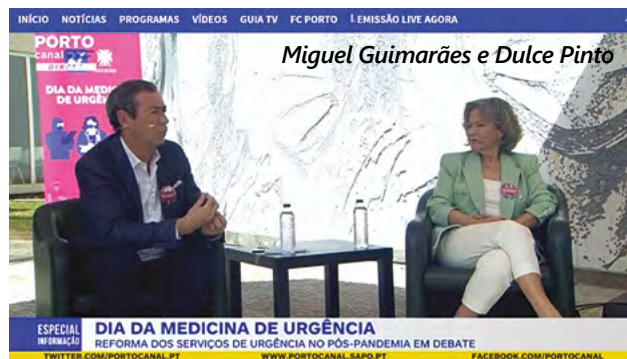 INÍCIO NOTÍCIAS PROGRAMAS VÍDEOS GUIA TV FC PORTO EMISSÃO LIVE AGORA
PORTO
canal
Miguel Guimarães e Dulce Pinto
DIA DA MEDICINA
DE URGÊNCIA
ESPECIAL
INFORMAÇÃO
DIA DA MEDICINA DE URGÊNCIA
REFORMA DOS SERVIÇOS DE URGÊNCIA NO PÓS-PANDEMIA EM DEBATE
TWITTER.COM/PORTOCANAL.PT WWW.PORTOCANAL.SAPO.PT FACEBOOK.COM/PORTOCANAL